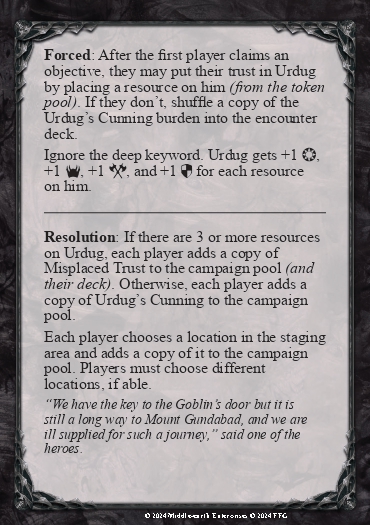 Forced: After the first player claims an
objective, they may put their trust in Urdug
by placing a resource on him (from the token
pool). If they don't, shuffle a copy of the
Urdug's Cunning burden into the encounter
deck.
Ignore the deep keyword. Urdug gets +1 ,
+1 , +1 , and +1 for each resource
on him.
Resolution: If there are 3 or more resources
on Urdug, each player adds a copy of
Misplaced Trust to the campaign pool (and
their deck). Otherwise, each player adds a
copy of Urdug's Cunning to the campaign
pool.
Each player chooses a location in the staging
area and adds a copy of it to the campaign
pool. Players must choose different
locations, if able.
“We have the key to the Goblin's door but it is
still a long way to Mount Gundabad, and we are
ill supplied for such a journey,” said one of the
heroes.
© 2024 Middle-earth Enterprises © 2024 FFG